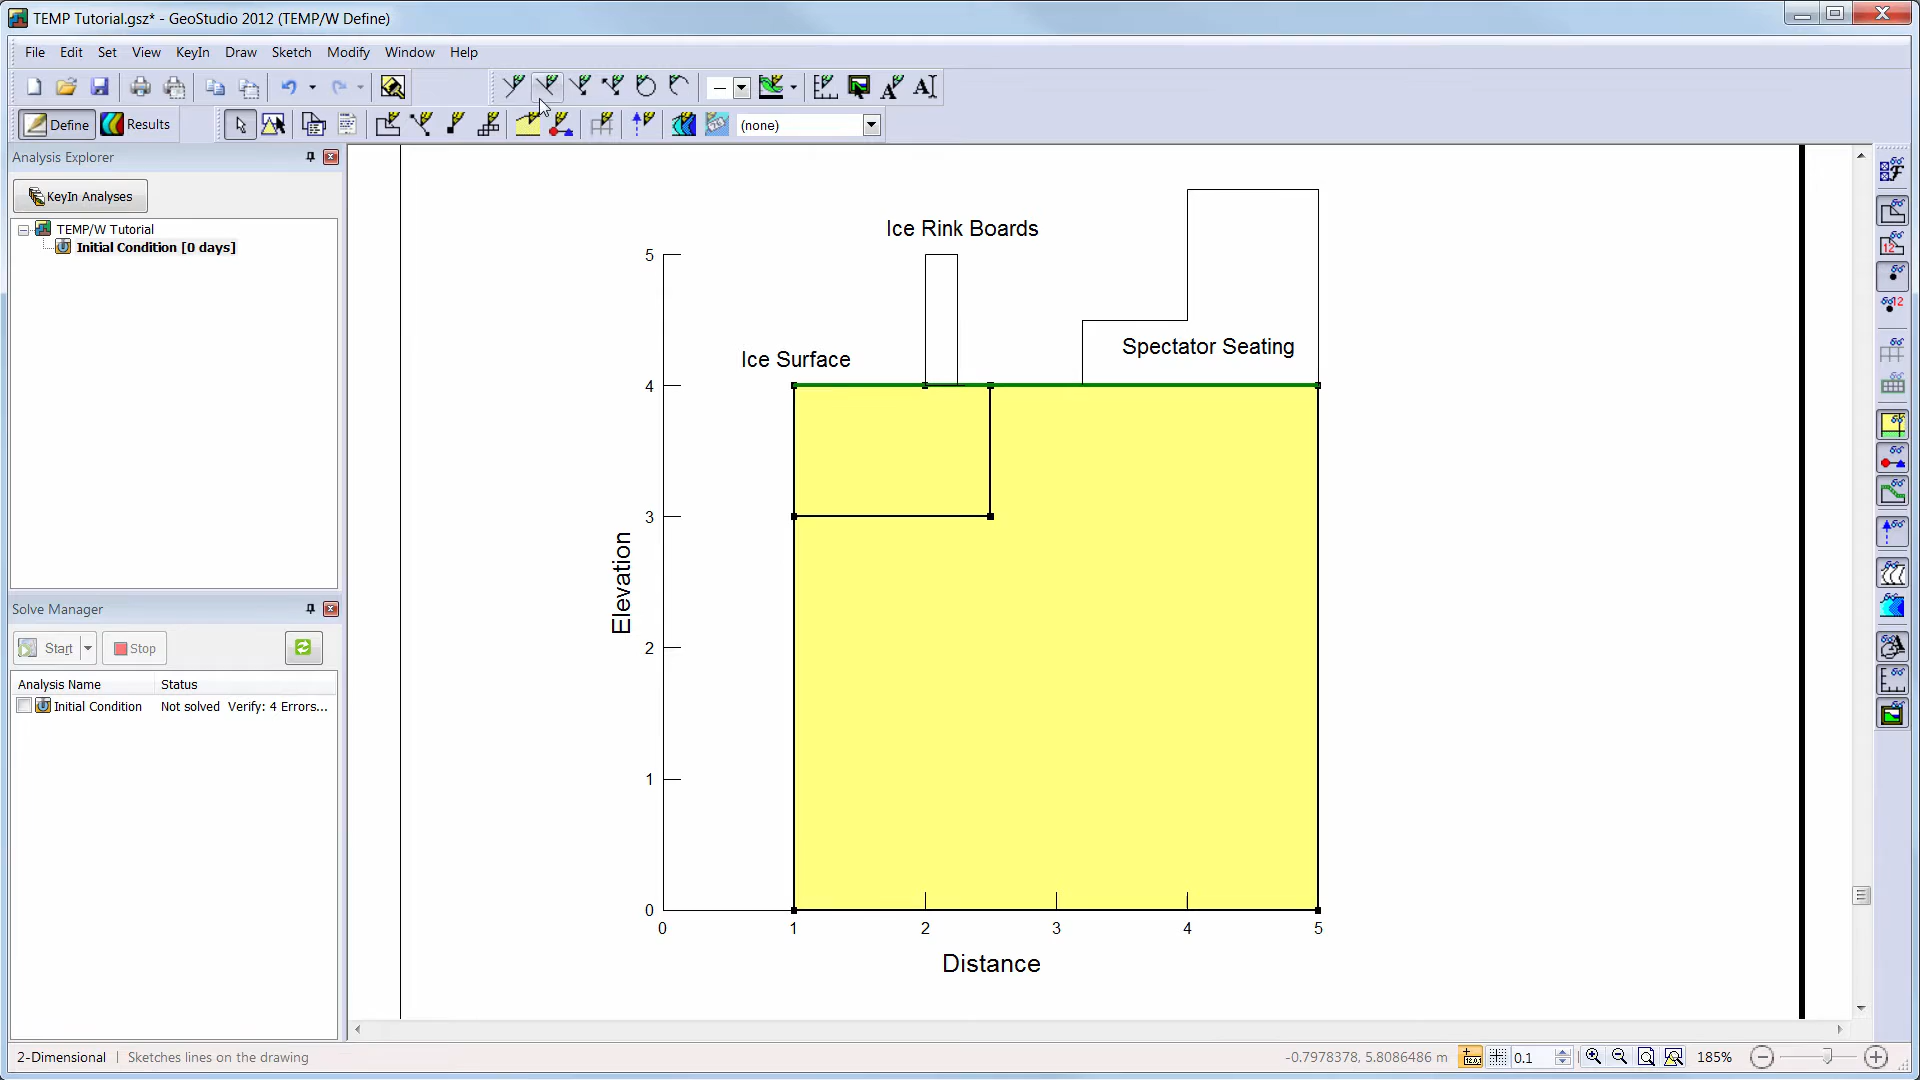 TEMP Tutorial.gsz* - GeoStudio 2012 (TEMP/W Define)
File Edit Set View KeyIn Draw Sketch Modify Window Help
Define Results (none)
Analysis Explorer
KeyIn Analyses
TEMP/W Tutorial
Initial Condition [0 days]
Solve Manager
Start Stop
Analysis Name Status
Initial Condition Not solved Verify: 4 Errors...
Ice Rink Boards
Spectator Seating
Ice Surface
5
4
3
2
1
0
Elevation
0 1 2 3 4 5
Distance
2-Dimensional Sketches lines on the drawing
-0.7978378, 5.8086486 m 0.1 185%